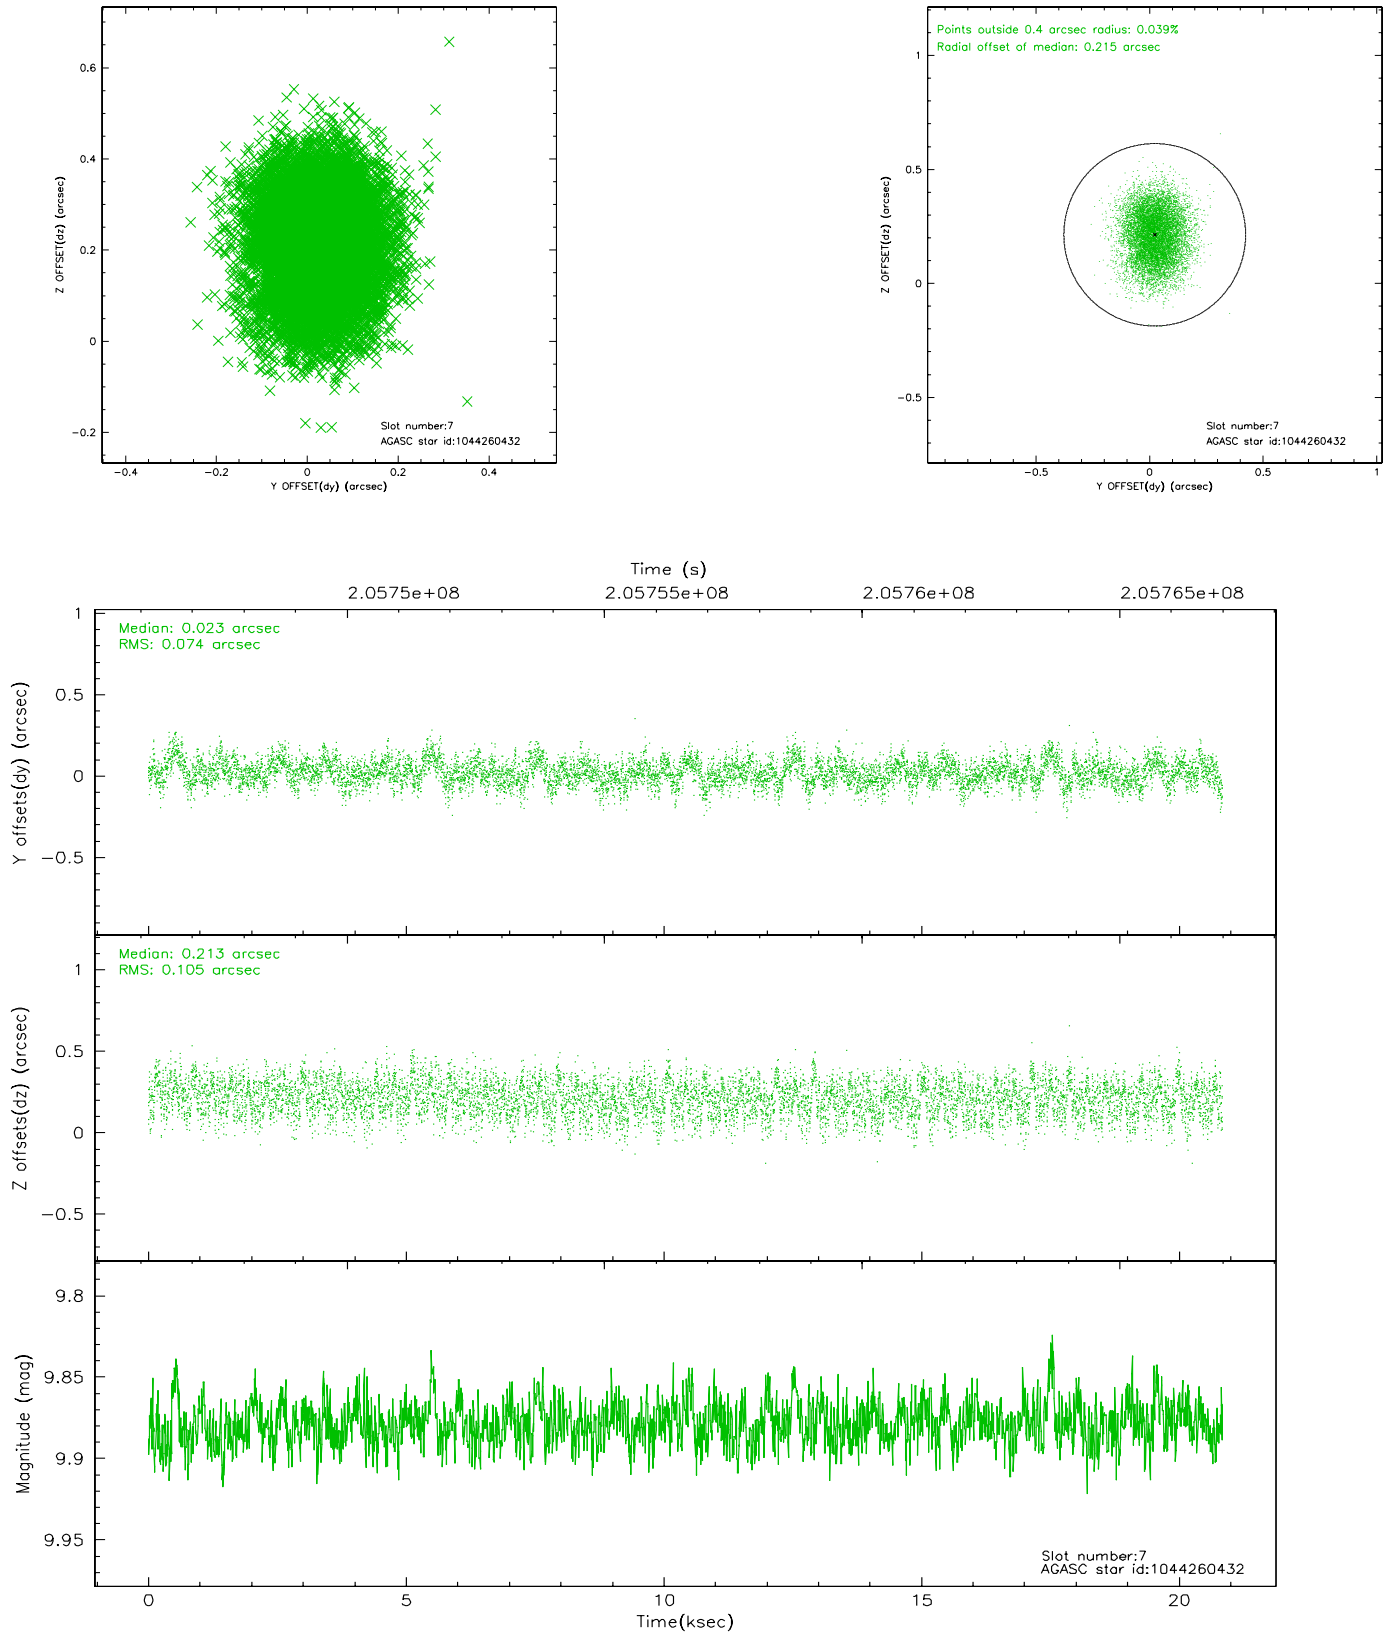 0.6
0.4
0.2
0
−0.2
−0.4
−0.2
0
0.2
0.4
Z OFFSET(dz) (arcsec)
Y OFFSET(dy) (arcsec)
Slot number:7
AGASC star id:1044260432
Points outside 0.4 arcsec radius: 0.039%
Radial offset of median: 0.215 arcsec
1
0.5
0
−0.5
−0.5
0
0.5
1
Z OFFSET(dz) (arcsec)
Y OFFSET(dy) (arcsec)
Slot number:7
AGASC star id:1044260432
Time (s)
2.0575e+08
2.05755e+08
2.0576e+08
2.05765e+08
Median: 0.023 arcsec
RMS: 0.074 arcsec
1
0.5
0
−0.5
Y offsets(dy) (arcsec)
Median: 0.213 arcsec
RMS: 0.105 arcsec
1
0.5
0
−0.5
Z offsets(dz) (arcsec)
9.8
9.85
9.9
9.95
Magnitude (mag)
Slot number:7
AGASC star id:1044260432
0
5
10
15
20
Time(ksec)